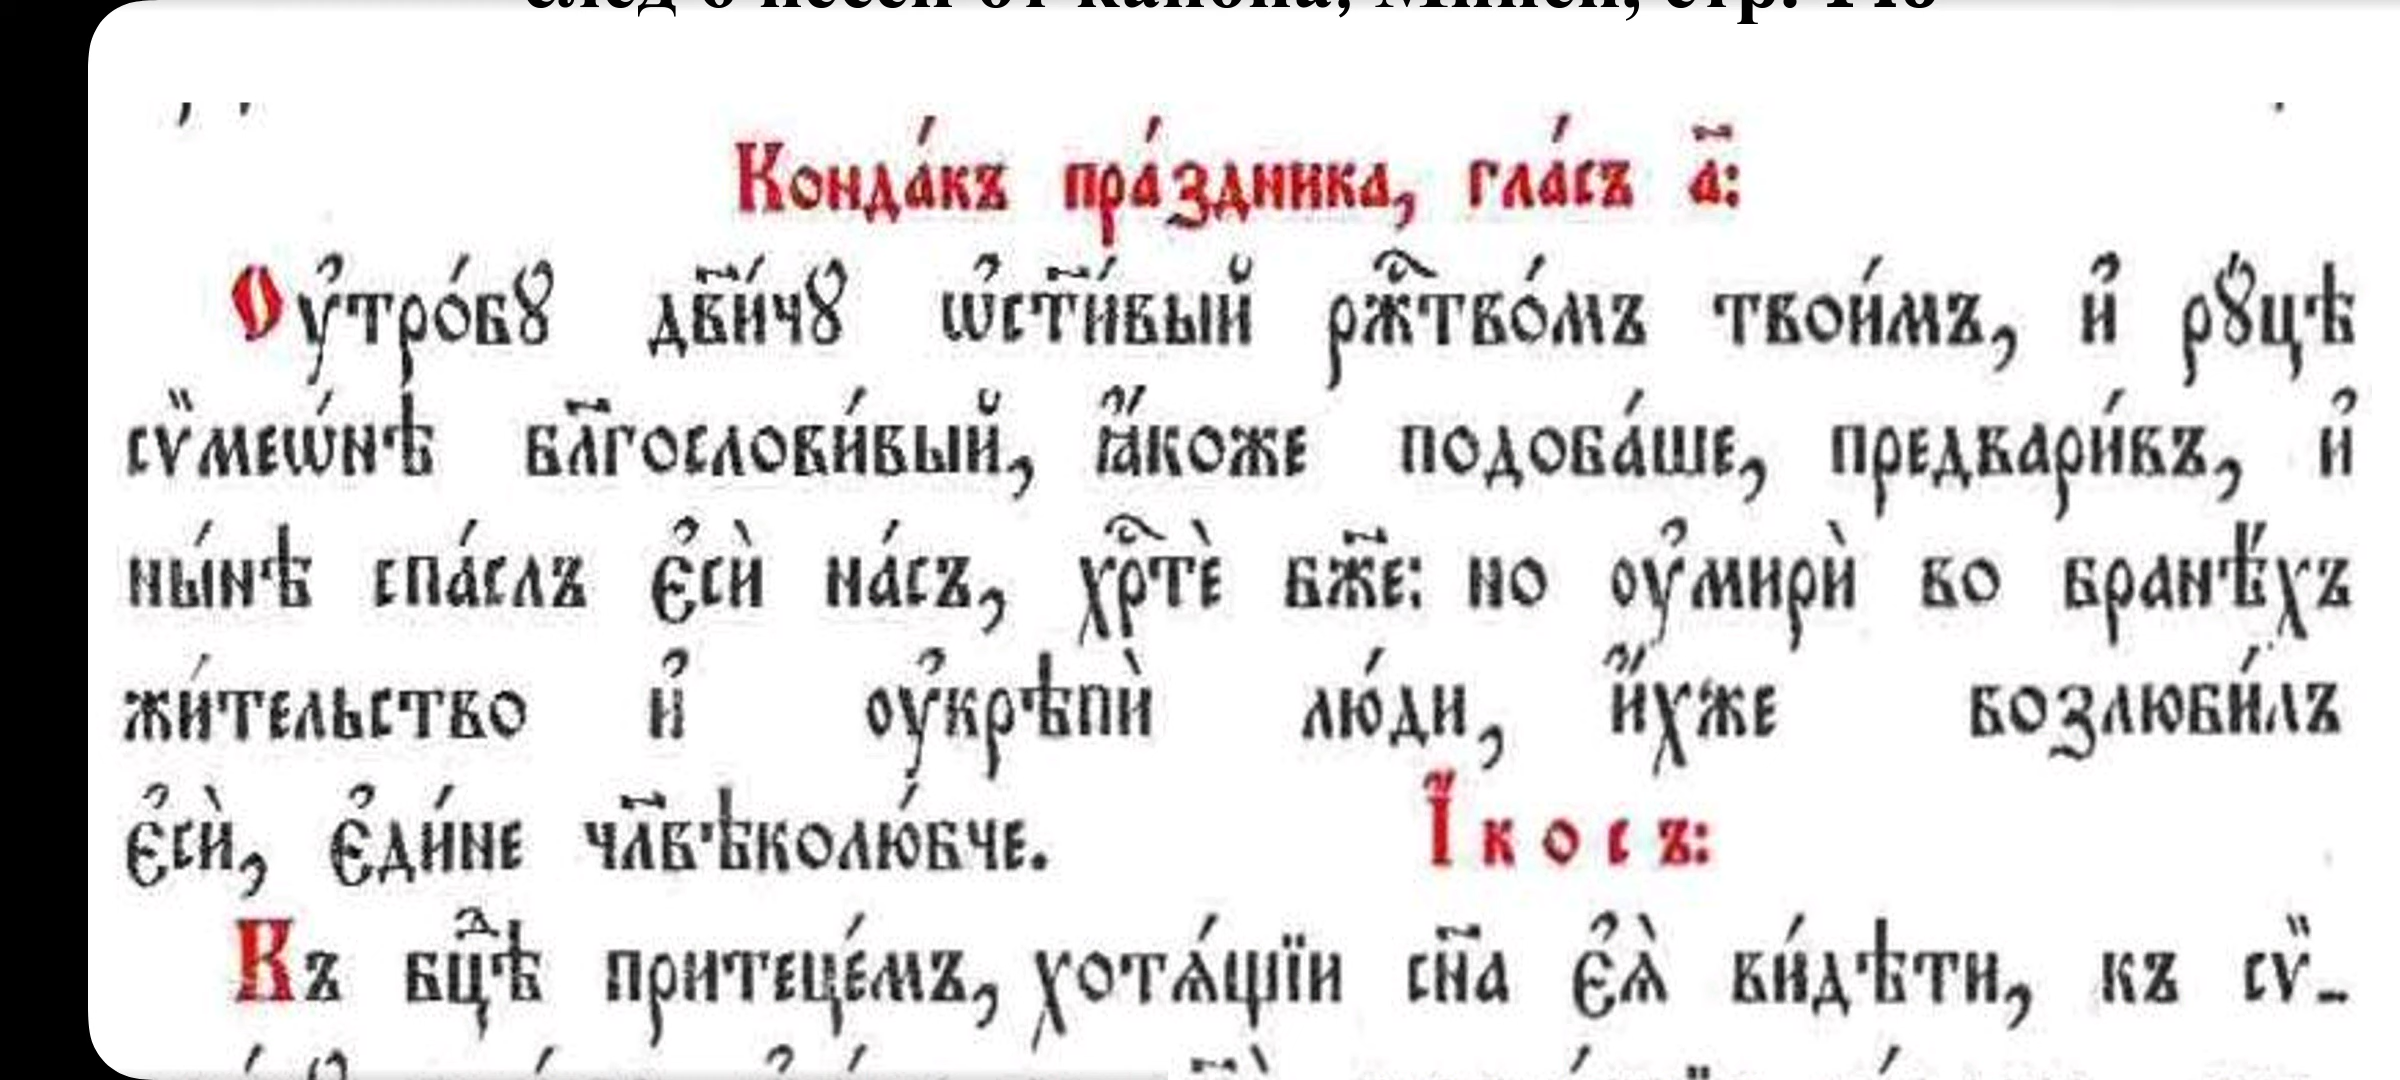 Конда́къ пра́здника, гла́съ а҃:
Оу҆тро́бꙋ дв҃и́чꙋ ѡ҆ст҃и́вый рж҇тво́мъ твои́мъ, и҆ рꙋ́цѣ
сѷмеѡ́нѣ бл҃гослови́вый, ꙗ҆́коже подоба́ше, предвари́въ, и҆
ны́нѣ спа́слъ є҆сѝ на́съ, хрⷭ҇тѐ бж҃е: но ᲂу҆мирѝ во бра́нѣхъ
жи́тельство и҆ ᲂу҆крѣпѝ лю́ди, и҆́хже возлюби́лъ
є҆сѝ, є҆ди́не чл҃вѣколю́бче. І҆́косъ:
Къ бцⷣѣ притеце́мъ, хотѧ́щїи сн҃а є҆ѧ̀ ви́дѣти, къ сѷ-